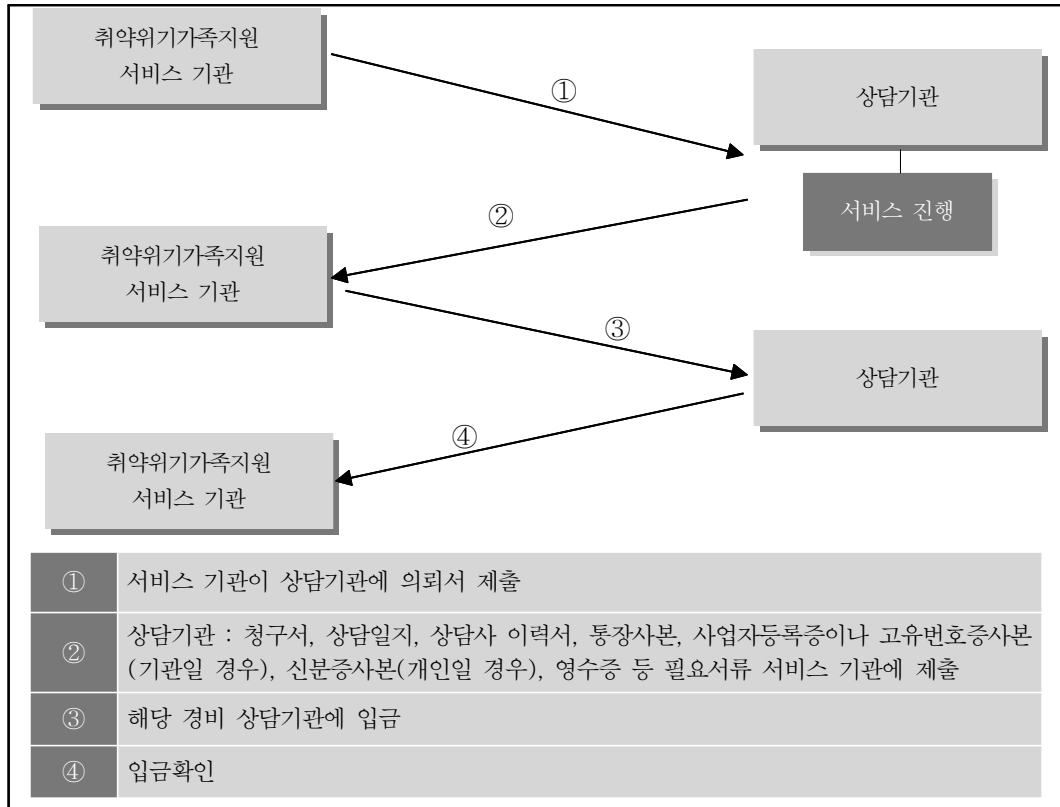 취약위기가족지원
서비스 기관
①
상담기관
서비스 진행
②
취약위기가족지원
서비스 기관
③
상담기관
④
취약위기가족지원
서비스 기관
① 서비스 기관이 상담기관에 의뢰서 제출
② 상담기관 : 청구서, 상담일지, 상담사 이력서, 통장사본, 사업자등록증이나 고유번호증사본
(기관일 경우), 신분증사본(개인일 경우), 영수증 등 필요서류 서비스 기관에 제출
③ 해당 경비 상담기관에 입금
④ 입금확인